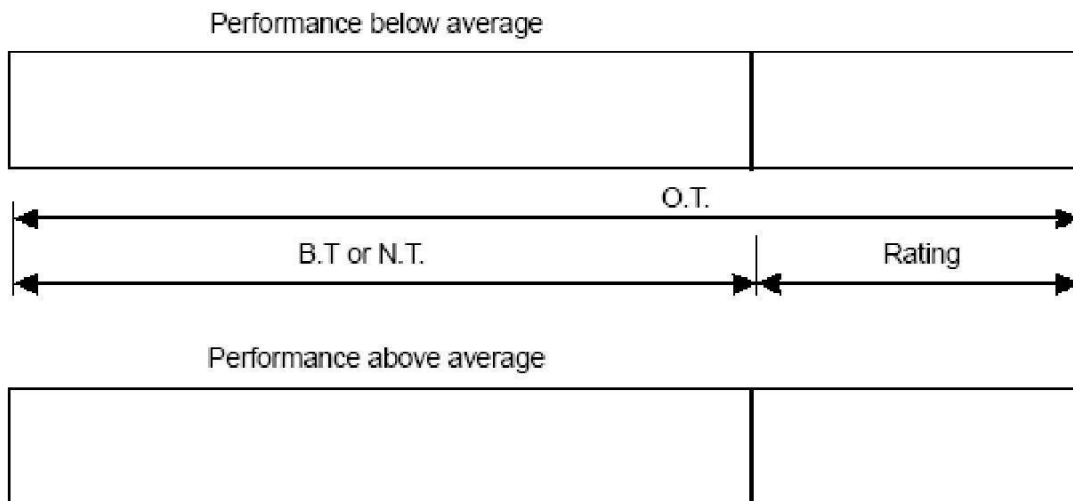 Performance below average
O.T.
B.T or N.T. Rating
Performance above average